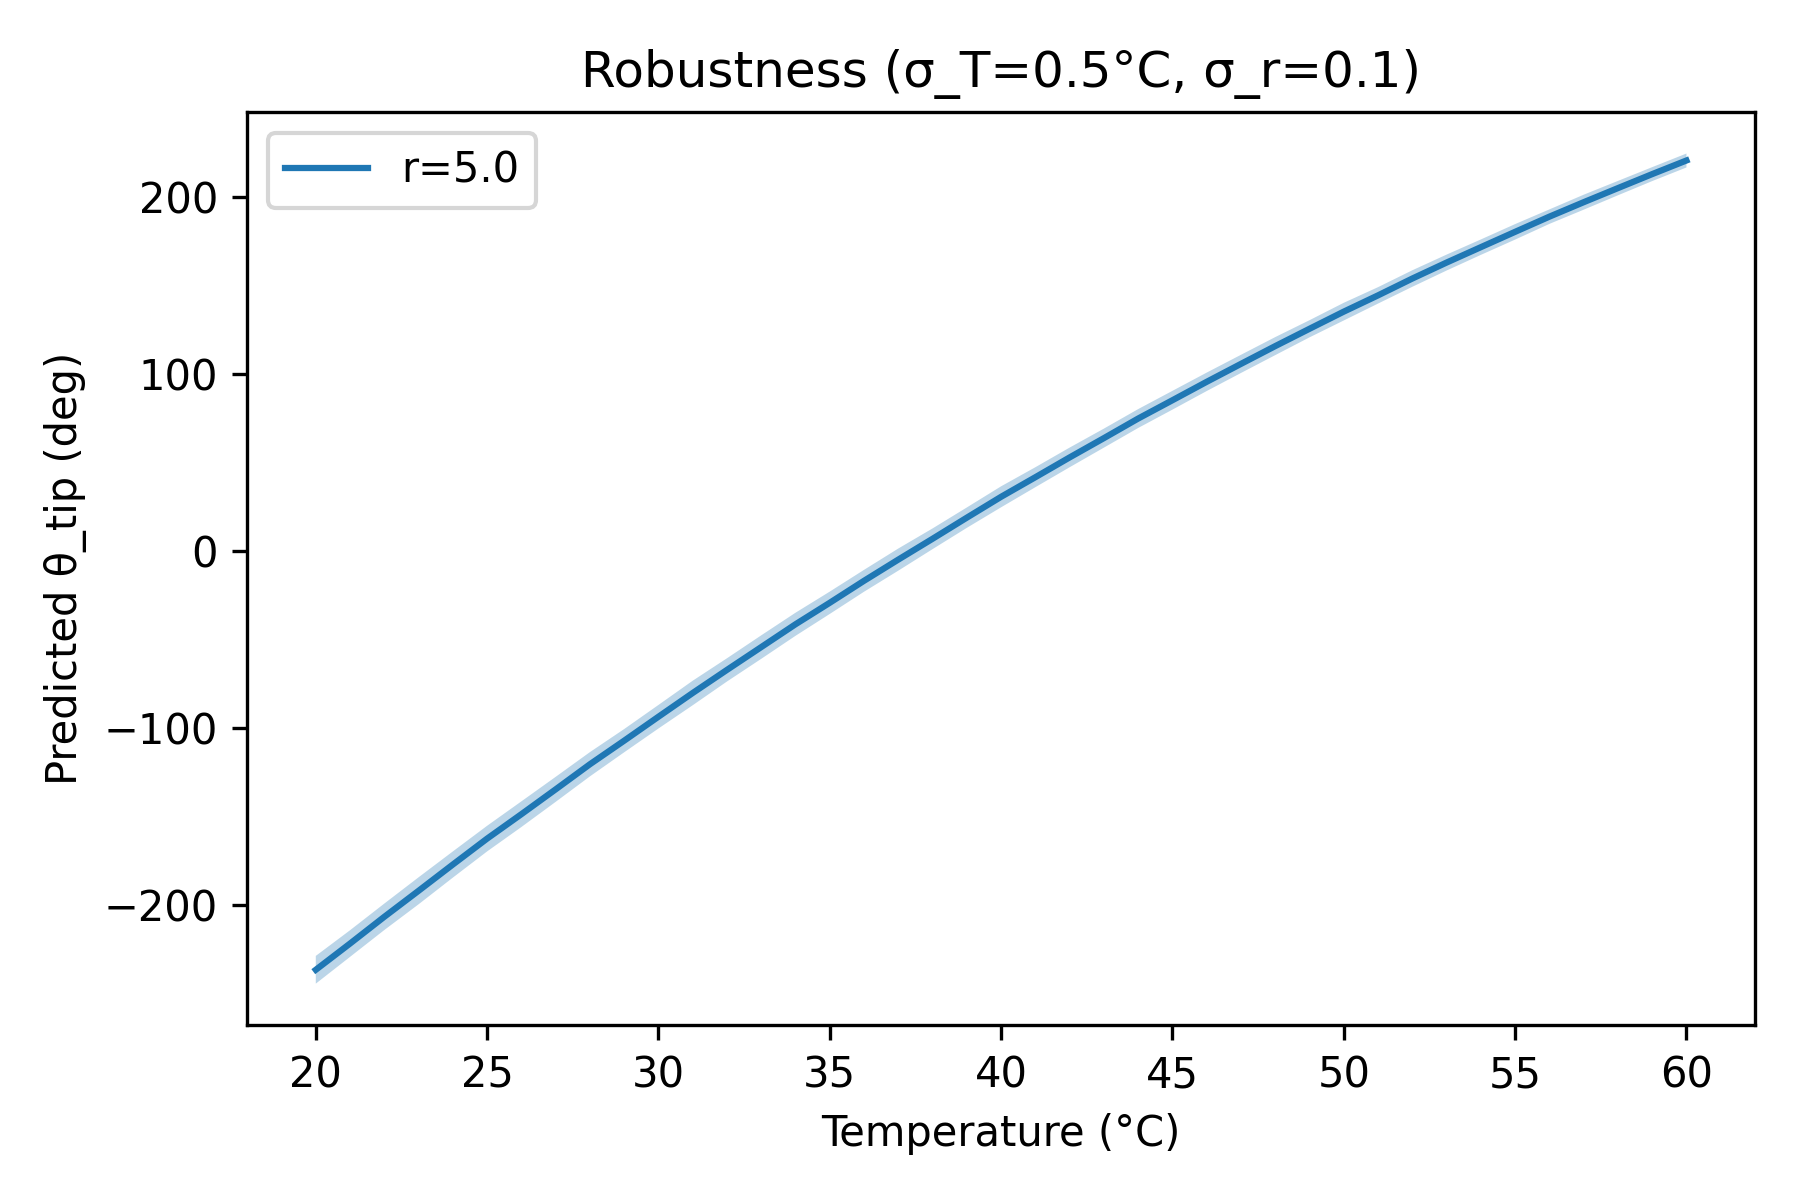 Robustness (σ_T=0.5°C, σ_r=0.1)
r=5.0
Predicted θ_tip (deg)
200
100
0
−100
−200
20 25 30 35 40 45 50 55 60
Temperature (°C)